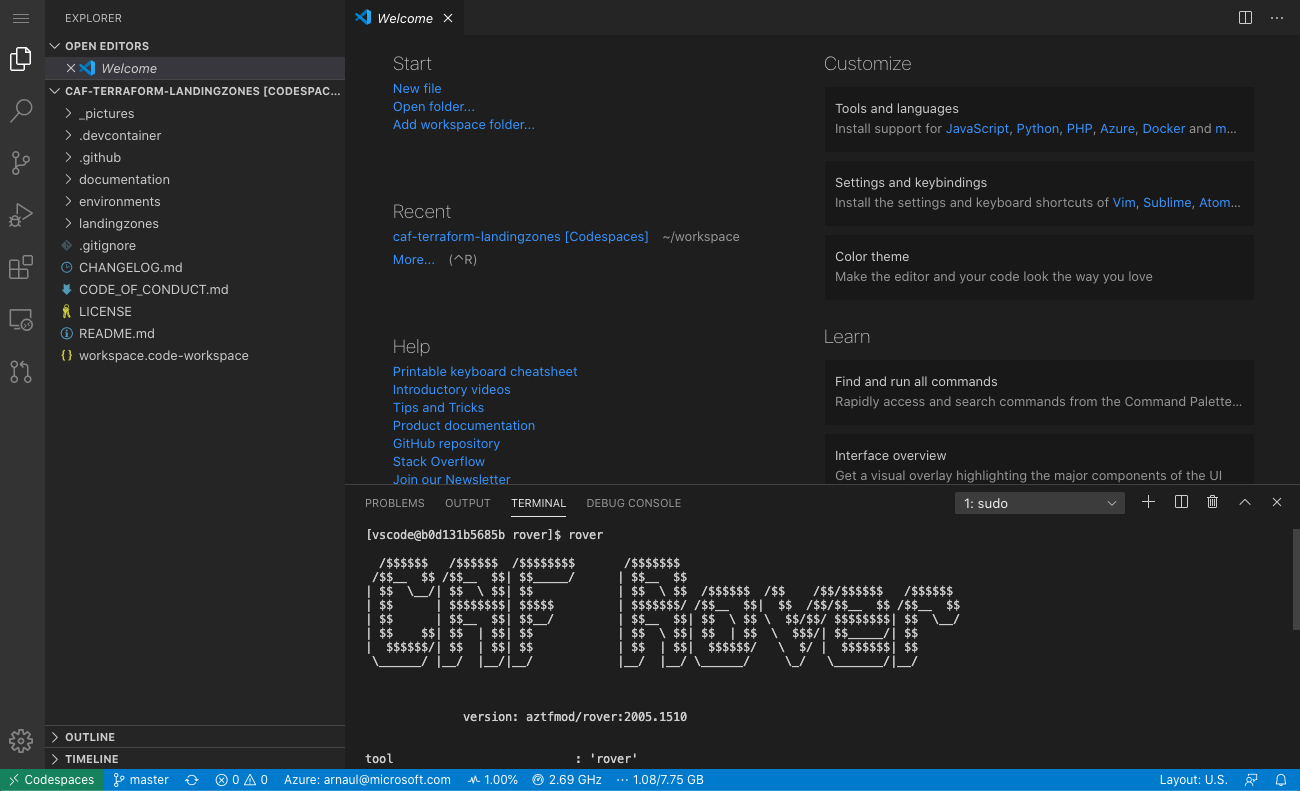 EXPLORER
OPEN EDITORS
Welcome
CAF-TERRAFORM-LANDINGZONES [CODESPAC...
_pictures
.devcontainer
.github
documentation
environments
landingzones
.gitignore
CHANGELOG.md
CODE_OF_CONDUCT.md
LICENSE
README.md
workspace.code-workspace
OUTLINE
TIMELINE
Welcome
Start
New file
Open folder...
Add workspace folder...
Recent
caf-terraform-landingzones [Codespaces] ~/workspace
More... (^R)
Help
Printable keyboard cheatsheet
Introductory videos
Tips and Tricks
Product documentation
GitHub repository
Stack Overflow
Join our Newsletter
Customize
Tools and languages
Install support for JavaScript, Python, PHP, Azure, Docker and m...
Settings and keybindings
Install the settings and keyboard shortcuts of Vim, Sublime, Atom...
Color theme
Make the editor and your code look the way you love
Learn
Find and run all commands
Rapidly access and search commands from the Command Palette...
Interface overview
Get a visual overlay highlighting the major components of the UI
PROBLEMS OUTPUT TERMINAL DEBUG CONSOLE 1: sudo
[vscode@b0d131b5685b rover]$ rover
CAF Rover
version: aztfmod/rover:2005.1510
tool : 'rover'
Codespaces master 0 0 Azure: arnaul@microsoft.com 1.00% 2.69 GHz ··· 1.08/7.75 GB Layout: U.S.